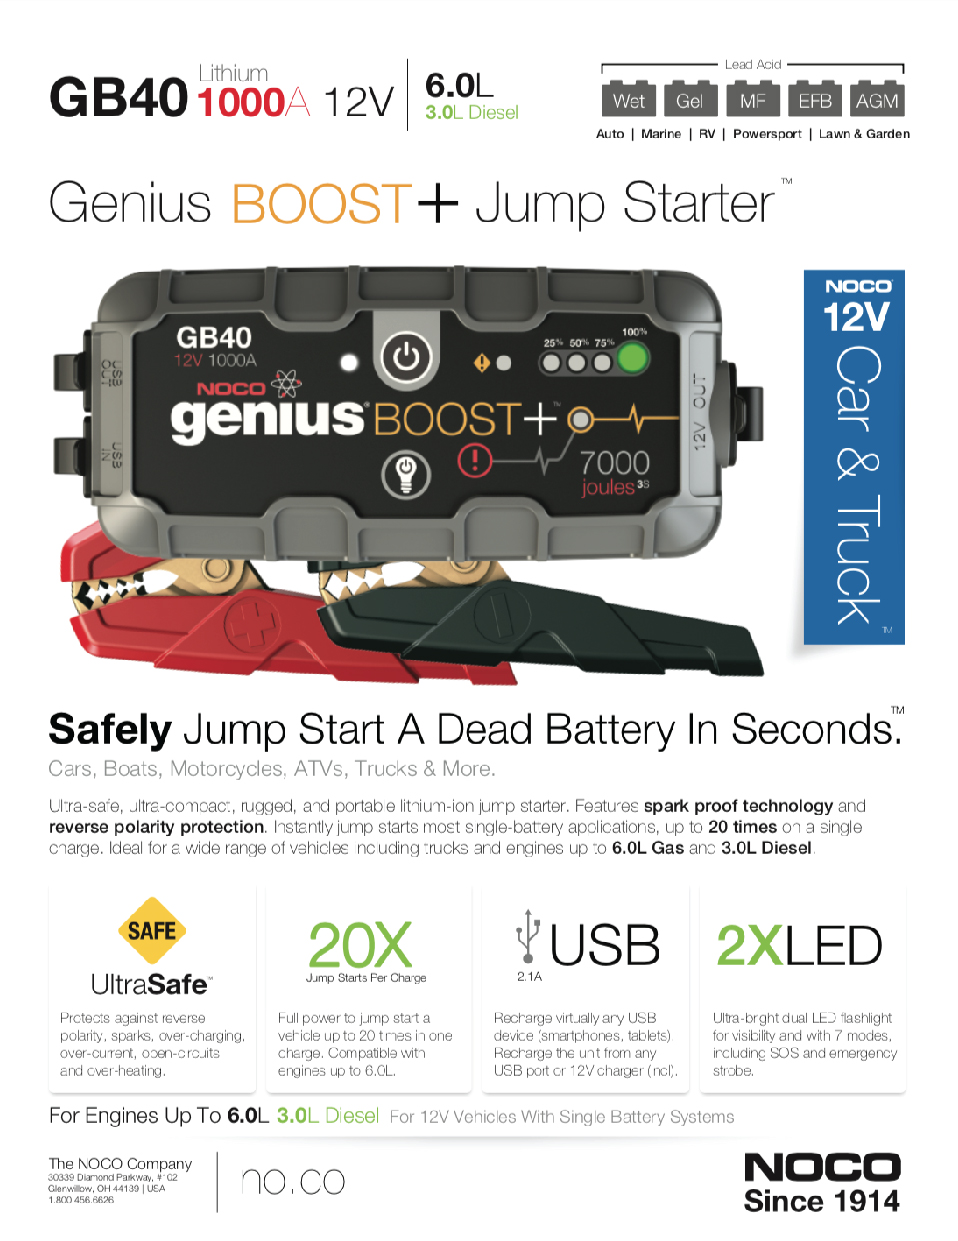 GB40 Lithium 1000A 12V
6.0L
3.0L Diesel
Lead Acid
Wet Gel MF EFB AGM
Auto | Marine | RV | Powersport | Lawn & Garden
Genius BOOST+ Jump Starter™
GB40
12V 1000A
25% 50% 75% 100%
NOCO
genius® BOOST+™
7000
joules3S
USB OUT
USB IN
12V OUT
NOCO®
12V
Car & Truck™
Safely Jump Start A Dead Battery In Seconds.™
Cars, Boats, Motorcycles, ATVs, Trucks & More.
Ultra-safe, ultra-compact, rugged, and portable lithium-ion jump starter. Features spark proof technology and
reverse polarity protection. Instantly jump starts most single-battery applications, up to 20 times on a single
charge. Ideal for a wide range of vehicles including trucks and engines up to 6.0L Gas and 3.0L Diesel.
SAFE
UltraSafe™
Protects against reverse
polarity, sparks, over-charging,
over-current, open-circuits
and over-heating.
20X
Jump Starts Per Charge
Full power to jump start a
vehicle up to 20 times in one
charge. Compatible with
engines up to 6.0L.
USB
2.1A
Recharge virtually any USB
device (smartphones, tablets).
Recharge the unit from any
USB port or 12V charger (incl).
2XLED
Ultra-bright dual LED flashlight
for visibility and with 7 modes,
including SOS and emergency
strobe.
For Engines Up To 6.0L 3.0L Diesel For 12V Vehicles With Single Battery Systems
The NOCO Company
30339 Diamond Parkway, #102
Glenwillow, OH 44139 | USA
1.800.456.6626
no.co
NOCO
Since 1914